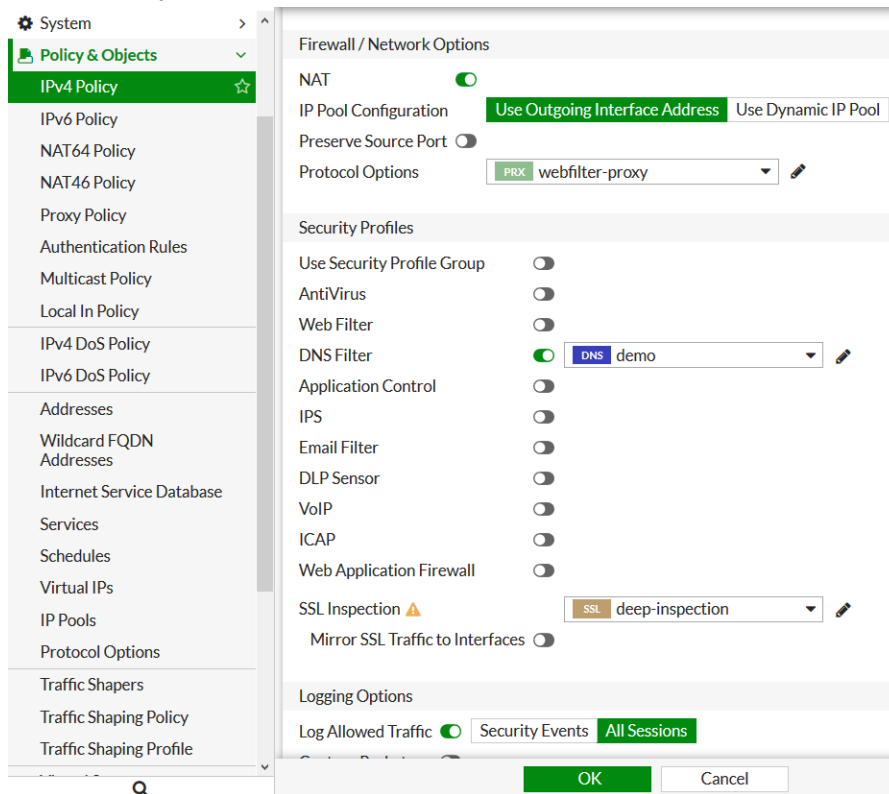 System
Policy & Objects
IPv4 Policy
IPv6 Policy
NAT64 Policy
NAT46 Policy
Proxy Policy
Authentication Rules
Multicast Policy
Local In Policy
IPv4 DoS Policy
IPv6 DoS Policy
Addresses
Wildcard FQDN
Addresses
Internet Service Database
Services
Schedules
Virtual IPs
IP Pools
Protocol Options
Traffic Shapers
Traffic Shaping Policy
Traffic Shaping Profile
Firewall / Network Options
NAT
IP Pool Configuration Use Outgoing Interface Address Use Dynamic IP Pool
Preserve Source Port
Protocol Options PRX webfilter-proxy
Security Profiles
Use Security Profile Group
AntiVirus
Web Filter
DNS Filter DNS demo
Application Control
IPS
Email Filter
DLP Sensor
VoIP
ICAP
Web Application Firewall
SSL Inspection SSL deep-inspection
Mirror SSL Traffic to Interfaces
Logging Options
Log Allowed Traffic Security Events All Sessions
OK Cancel